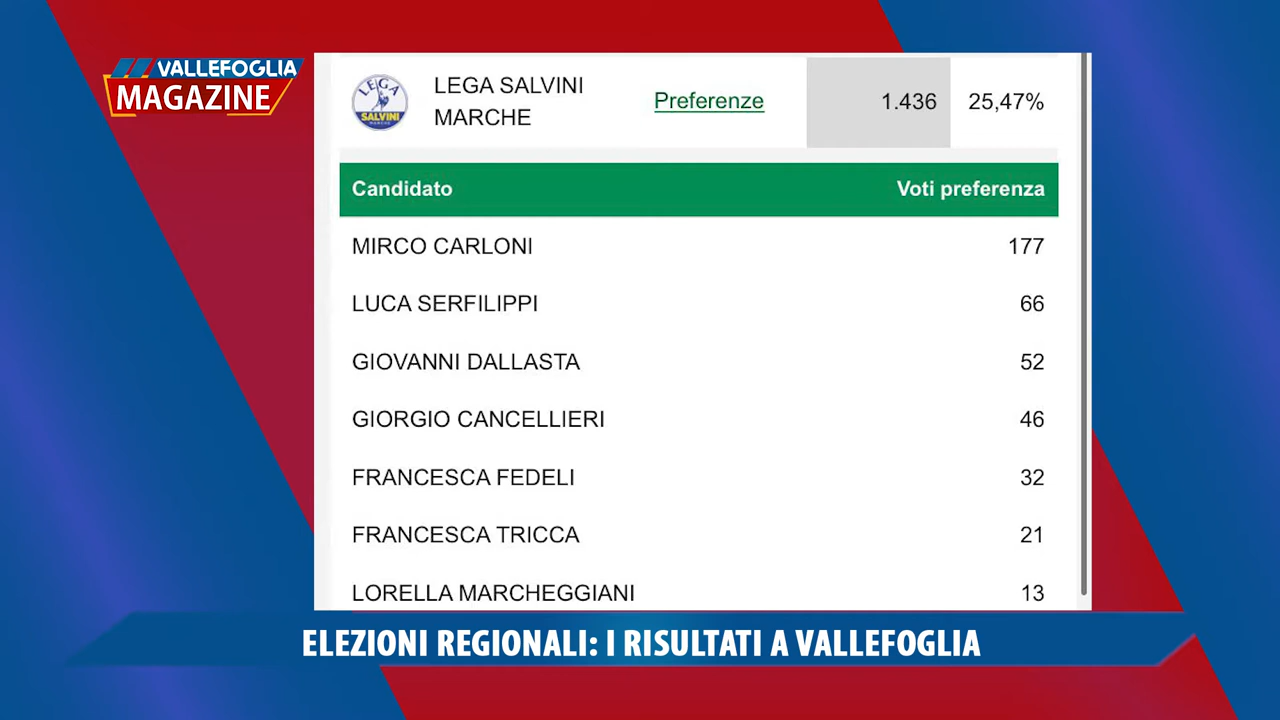 VALLEFOGLIA
MAGAZINE
LEGA SALVINI
MARCHE
Preferenze
1.436
25,47%
LEGA
SALVINI
MARCHE
Candidato
Voti preferenza
MIRCO CARLONI
177
LUCA SERFILIPPI
66
GIOVANNI DALLASTA
52
GIORGIO CANCELLIERI
46
FRANCESCA FEDELI
32
FRANCESCA TRICCA
21
LORELLA MARCHEGGIANI
13
ELEZIONI REGIONALI: I RISULTATI A VALLEFOGLIA